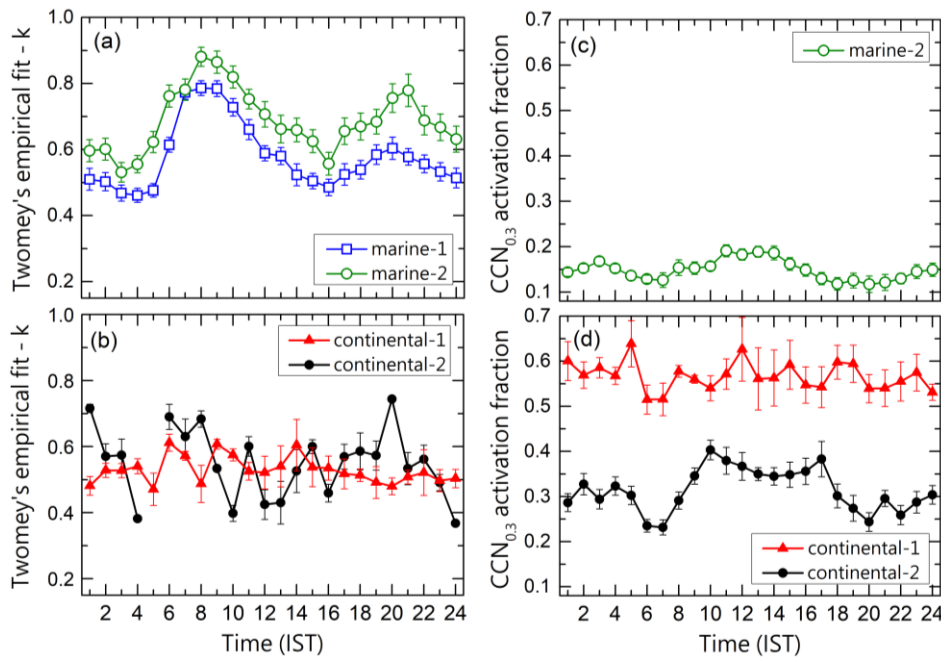 (a)
Twomey's empirical fit - k
1.0
0.8
0.6
0.4
0.2
marine-1
marine-2
(b)
Twomey's empirical fit - k
1.0
0.8
0.6
0.4
0.2
continental-1
continental-2
0 2 4 6 8 10 12 14 16 18 20 22 24
Time (IST)
(c)
CCN0.3 activation fraction
0.7
0.6
0.5
0.4
0.3
0.2
0.1
marine-2
(d)
CCN0.3 activation fraction
0.7
0.6
0.5
0.4
0.3
0.2
0.1
continental-1
continental-2
0 2 4 6 8 10 12 14 16 18 20 22 24
Time (IST)